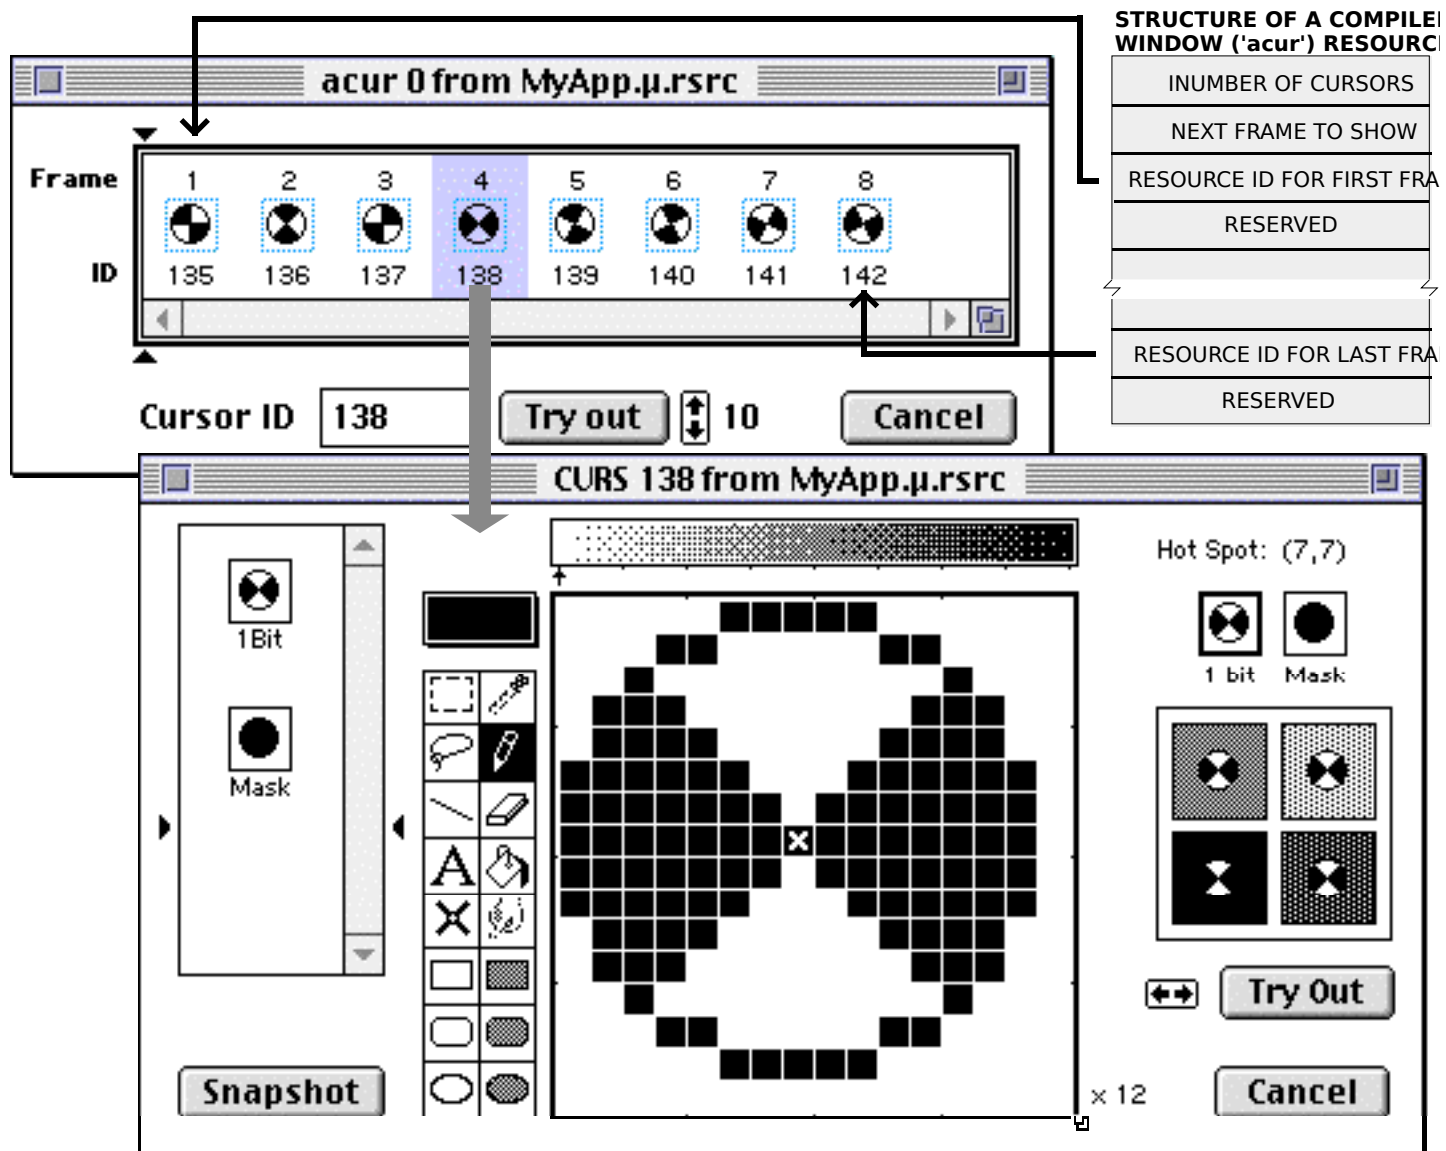 STRUCTURE OF A COMPILE
WINDOW ('acur') RESOURC
INUMBER OF CURSORS
NEXT FRAME TO SHOW
RESOURCE ID FOR FIRST FRA
RESERVED
RESOURCE ID FOR LAST FRA
RESERVED
acur 0 from MyApp.µ.rsrc
Frame 1 2 3 4 5 6 7 8
ID 135 136 137 138 139 140 141 142
Cursor ID 138 Try out 10 Cancel
CURS 138 from MyApp.µ.rsrc
1Bit
Mask
Snapshot
A
Hot Spot: (7,7)
1 bit Mask
Try Out
× 12
Cancel